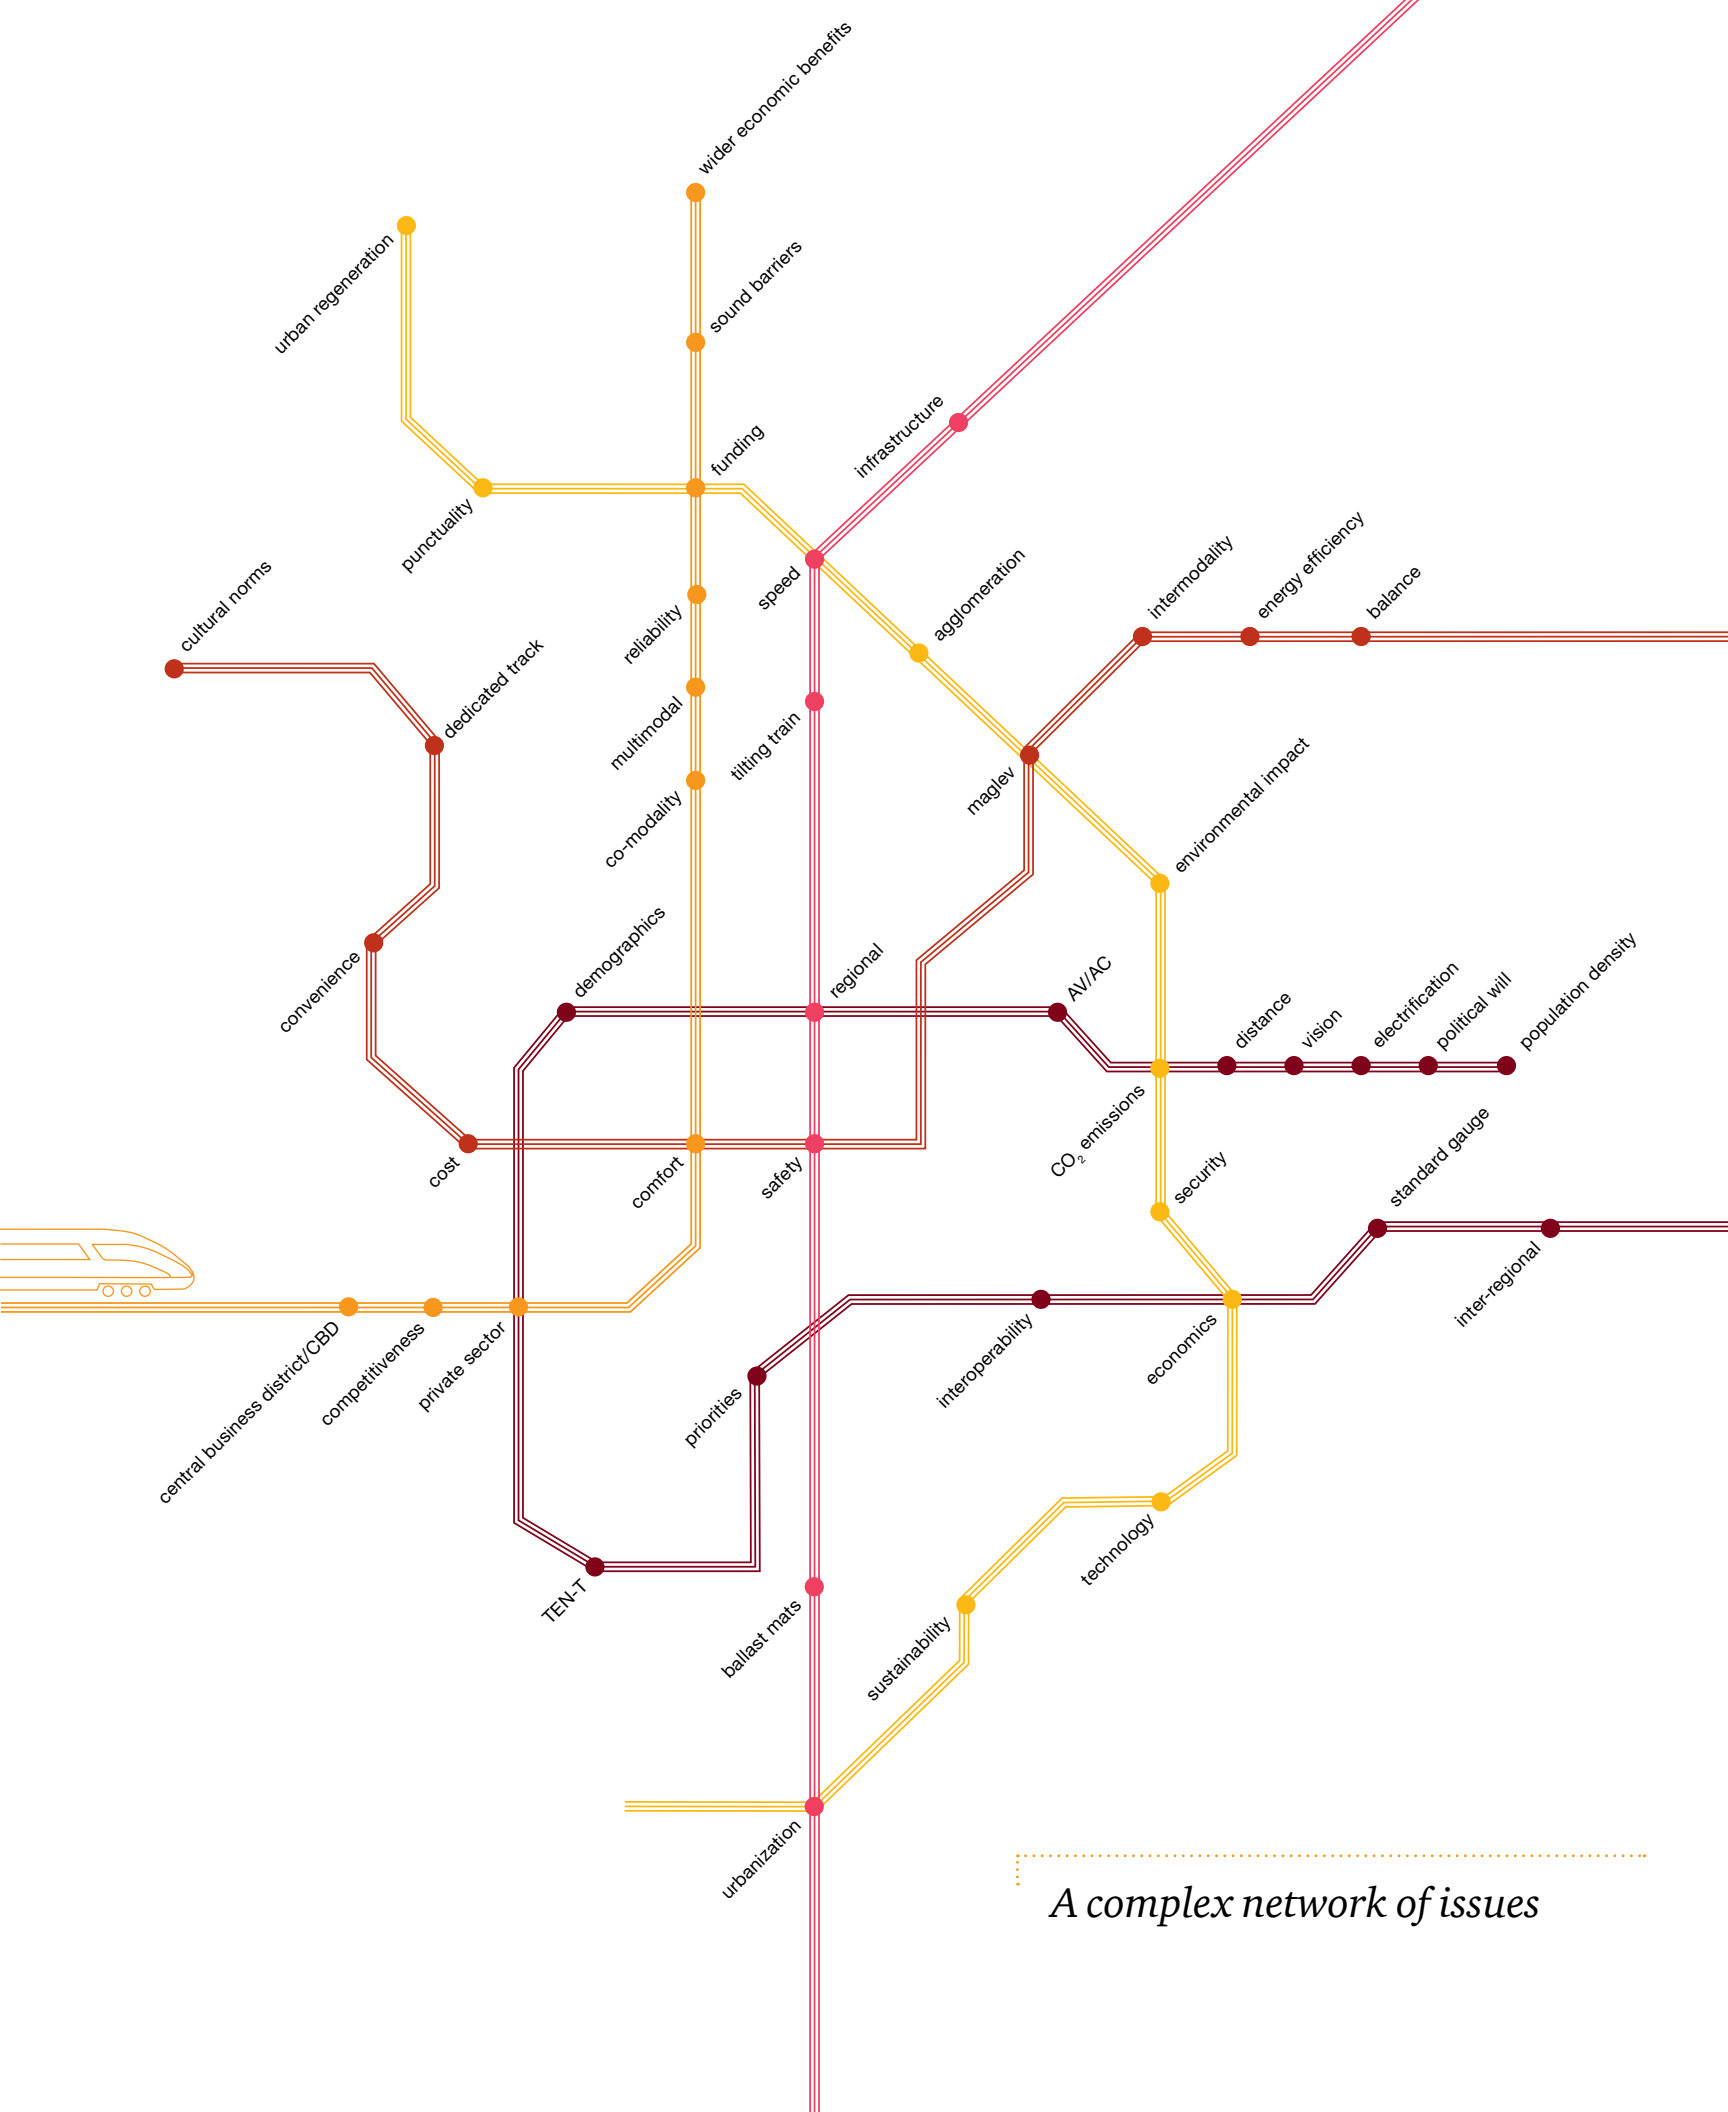 wider economic benefits
urban regeneration
sound barriers
infrastructure
funding
punctuality
speed
agglomeration
intermodality
energy efficiency
balance
cultural norms
reliability
dedicated track
multimodal
tilting train
maglev
environmental impact
co-modality
demographics
regional
AV/AC
convenience
distance
vision
electrification
political will
population density
CO2 emissions
cost
comfort
safety
security
standard gauge
inter-regional
central business district/CBD
competitiveness
private sector
priorities
interoperability
economics
technology
TEN-T
ballast mats
sustainability
urbanization
A complex network of issues